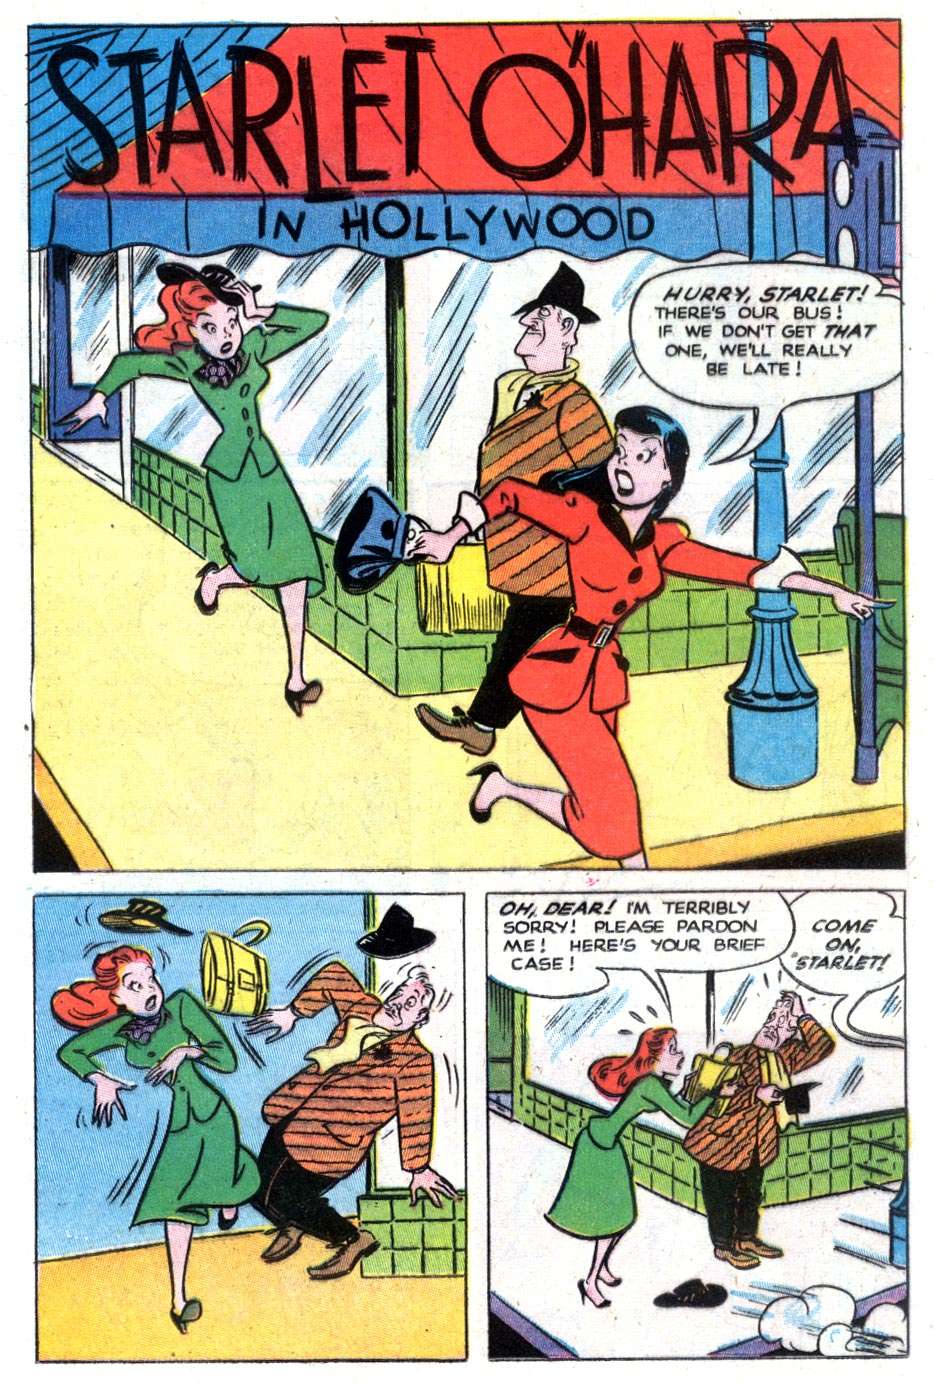 STARLET O'HARA
IN HOLLYWOOD
HURRY, STARLET!
THERE'S OUR BUS!
IF WE DON'T GET THAT
ONE, WE'LL REALLY
BE LATE!
OH, DEAR! I'M TERRIBLY
SORRY! PLEASE PARDON
ME! HERE'S YOUR BRIEF
CASE!
COME
ON,
STARLET!